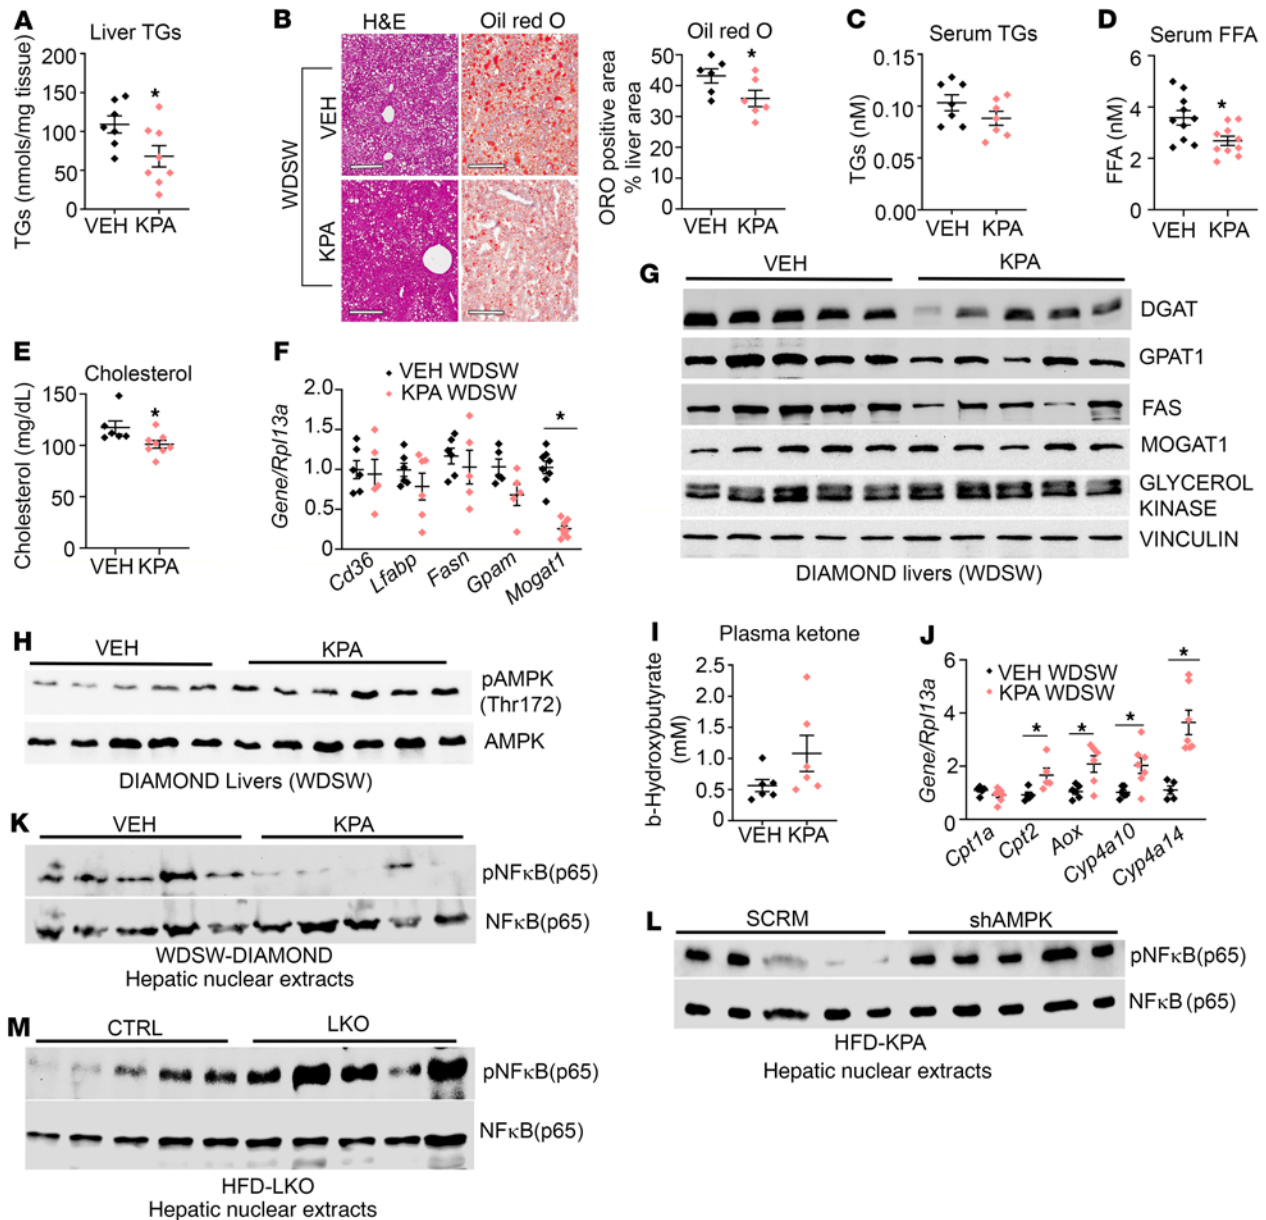 A
Liver TGs
TGs (nmols/mg tissue)
200
150
100
50
0
*
VEH KPA
B
H&E
Oil red O
WDSW
VEH
KPA
Oil red O
ORO positive area
% liver area
50
40
30
20
10
0
*
VEH KPA
C
Serum TGs
TGs (nM)
0.15
0.10
0.05
0.00
VEH KPA
D
Serum FFA
FFA (nM)
6
4
2
0
*
VEH KPA
E
Cholesterol
Cholesterol (mg/dL)
150
100
50
0
*
VEH KPA
F
VEH WDSW
KPA WDSW
Gene/Rpl13a
2.0
1.5
1.0
0.5
0
*
Cd36
Lfabp
Fasn
Gpam
Mogat1
G
VEH
KPA
DGAT
GPAT1
FAS
MOGAT1
GLYCEROL
KINASE
VINCULIN
DIAMOND livers (WDSW)
H
VEH
KPA
pAMPK
(Thr172)
AMPK
DIAMOND Livers (WDSW)
I
Plasma ketone
b-Hydroxybutyrate
(mM)
2.5
2.0
1.5
1.0
0.5
0
VEH KPA
J
VEH WDSW
KPA WDSW
Gene/Rpl13a
6
4
2
0
*
*
*
*
Cpt1a
Cpt2
Aox
Cyp4a10
Cyp4a14
K
VEH
KPA
pNFκB(p65)
NFκB(p65)
WDSW-DIAMOND
Hepatic nuclear extracts
L
SCRM
shAMPK
pNFκB(p65)
NFκB (p65)
HFD-KPA
Hepatic nuclear extracts
M
CTRL
LKO
pNFκB(p65)
NFκB(p65)
HFD-LKO
Hepatic nuclear extracts